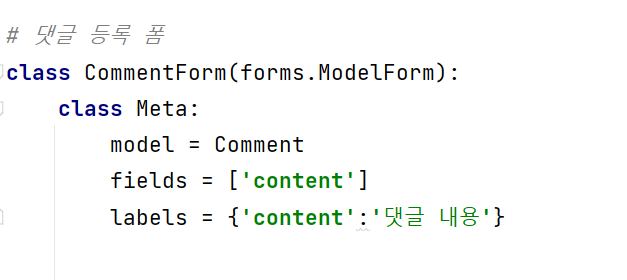 # 댓글 등록 폼
class CommentForm(forms.ModelForm):
    class Meta:
        model = Comment
        fields = ['content']
        labels = {'content':'댓글 내용'}